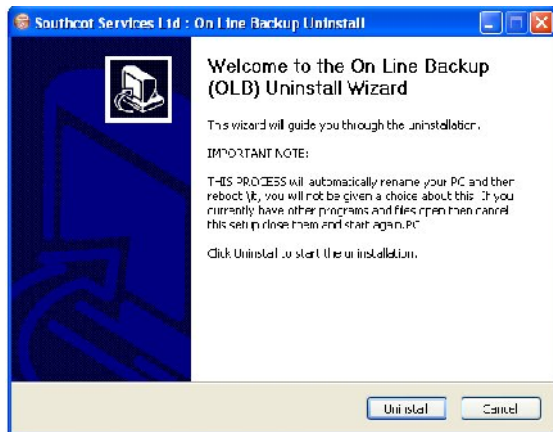 Southcot Services Ltd : On Line Backup Uninstall
Welcome to the On Line Backup
(OLB) Uninstall Wizard
This wizard will guide you through the uninstallation.
IMPORTANT NOTE:
THIS PROCESS will automatically rename your PC and then
reboot \it, you will not be given a choice about this. If you
currently have other programs and files open then cancel
this setup close them and start again.PC
Click Uninstall to start the uninstallation.
Uninstall
Cancel